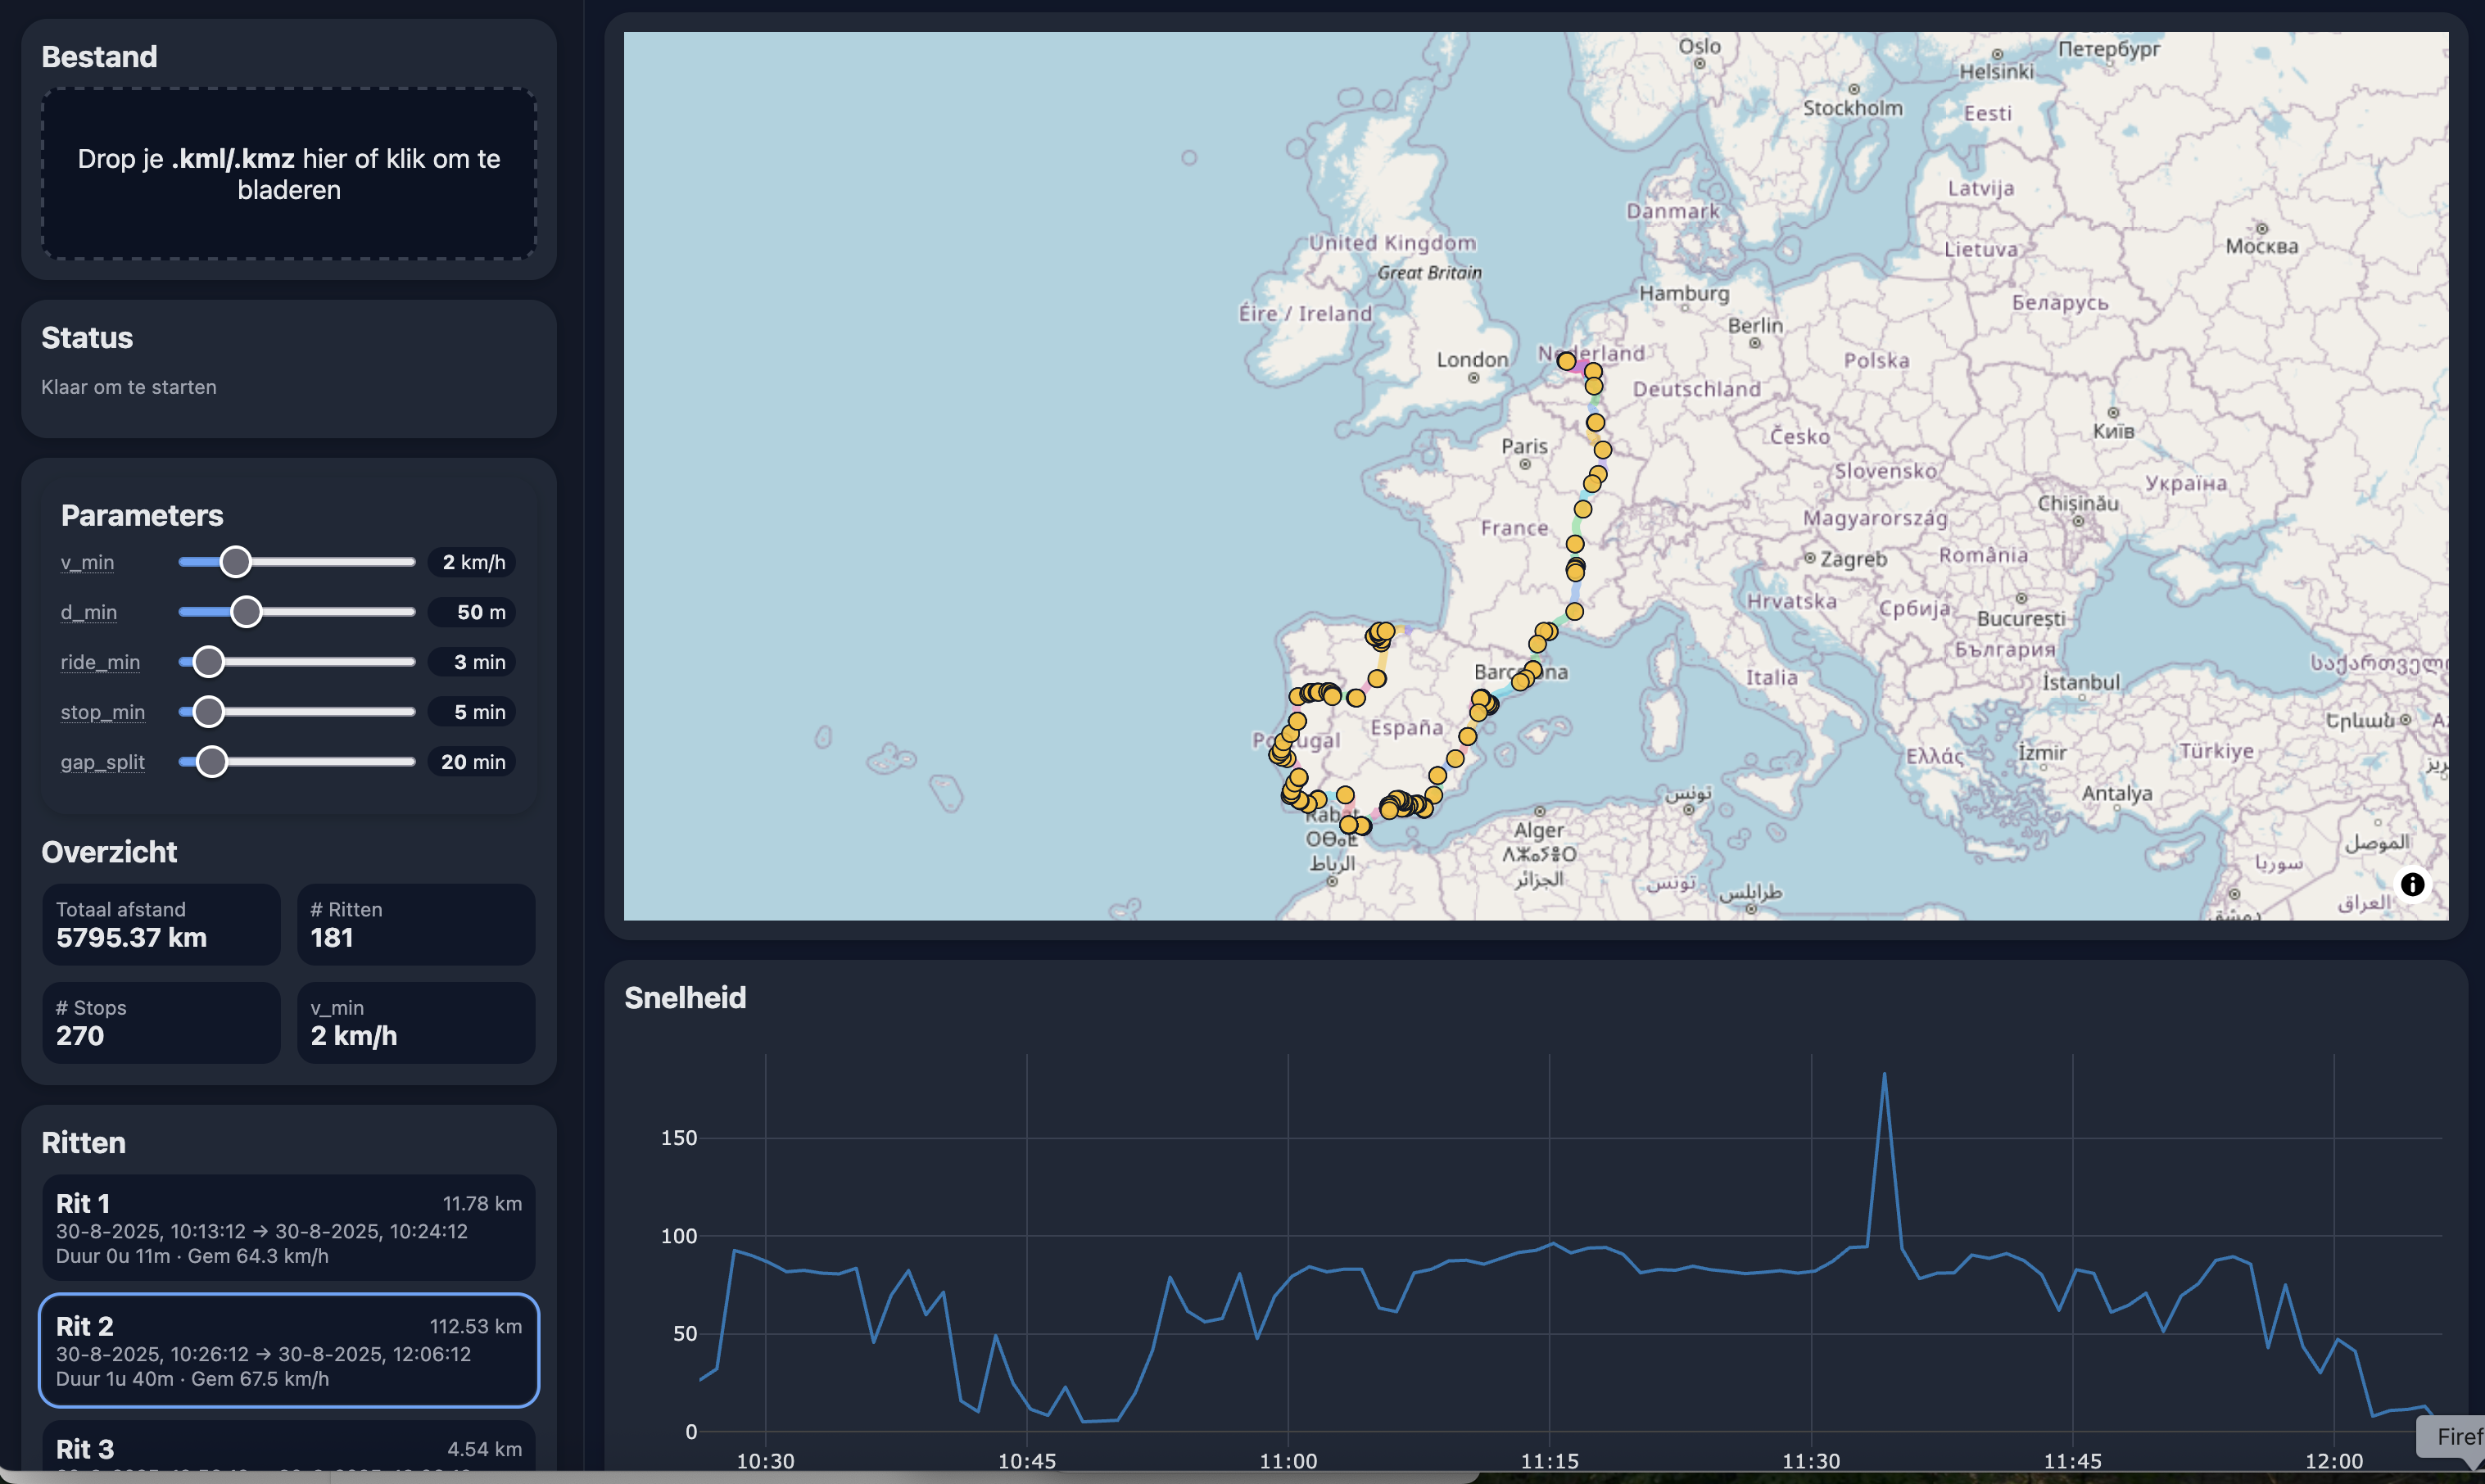 Bestand
Drop je .kml/.kmz hier of klik om te
bladeren
Status
Klaar om te starten
Parameters
v_min
2 km/h
d_min
50 m
ride_min
3 min
stop_min
5 min
gap_split
20 min
Overzicht
Totaal afstand
5795.37 km
# Ritten
181
# Stops
270
v_min
2 km/h
Ritten
Rit 1
11.78 km
30-8-2025, 10:13:12 → 30-8-2025, 10:24:12
Duur 0u 11m · Gem 64.3 km/h
Rit 2
112.53 km
30-8-2025, 10:26:12 → 30-8-2025, 12:06:12
Duur 1u 40m · Gem 67.5 km/h
Rit 3
4.54 km
Oslo
Петербург
Helsinki
Stockholm
Eesti
Latvija
Danmark
Lietuva
Москва
United Kingdom
Great Britain
Hamburg
Беларусь
Éire / Ireland
Berlin
Nederland
London
Polska
Deutschland
Česko
Київ
Paris
Slovensko
Україна
Chișinău
France
Magyarország
Zagreb
România
Hrvatska
Србија
București
България
Barcelona
Italia
İstanbul
España
Portugal
Ελλάς
İzmir
Türkiye
Antalya
تونس
Rabat
ⵔⴱⴰⵟ
الرباط
Alger
ⴷⵣⴰⵢⵔ
الجزائر
تونس
طرابلس
الموصل
سوريا
العراق
Snelheid
150
100
50
0
10:30
10:45
11:00
11:15
11:30
11:45
12:00
Firef